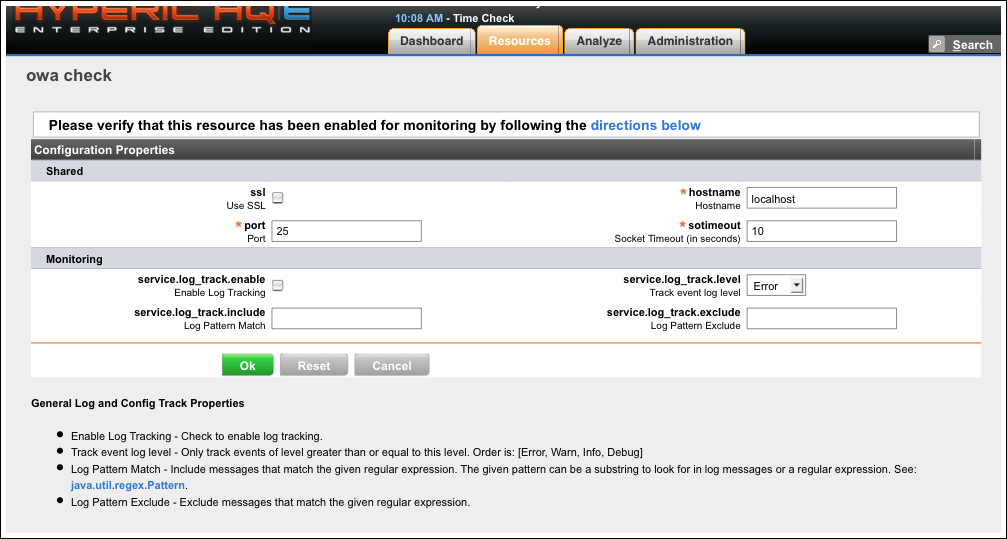 HYPERIC HQE
ENTERPRISE EDITION
10:08 AM - Time Check
Dashboard Resources Analyze Administration
Search
owa check
Please verify that this resource has been enabled for monitoring by following the directions below
Configuration Properties
Shared
ssl
Use SSL
* hostname
Hostname
localhost
* port
Port
25
* sotimeout
Socket Timeout (in seconds)
10
Monitoring
service.log_track.enable
Enable Log Tracking
service.log_track.level
Track event log level
Error
service.log_track.include
Log Pattern Match
service.log_track.exclude
Log Pattern Exclude
Ok Reset Cancel
General Log and Config Track Properties
● Enable Log Tracking - Check to enable log tracking.
● Track event log level - Only track events of level greater than or equal to this level. Order is: [Error, Warn, Info, Debug]
● Log Pattern Match - Include messages that match the given regular expression. The given pattern can be a substring to look for in log messages or a regular expression. See:
java.util.regex.Pattern.
● Log Pattern Exclude - Exclude messages that match the given regular expression.